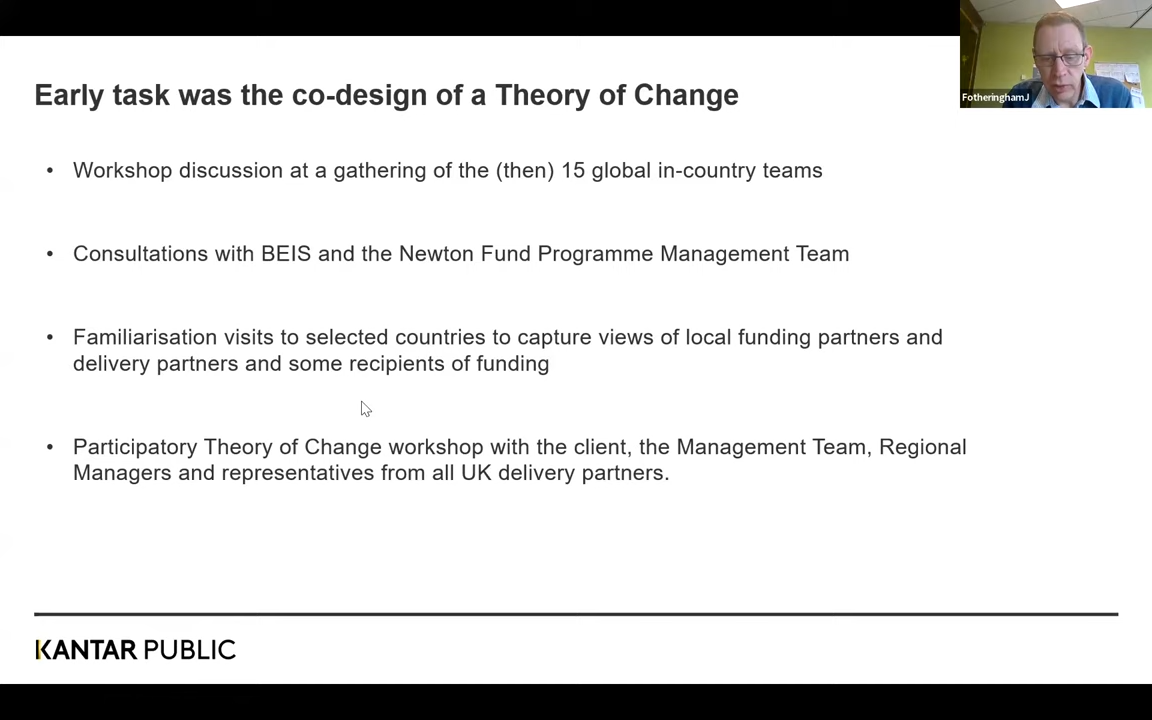 Early task was the co-design of a Theory of Change
FotheringhamJ
• Workshop discussion at a gathering of the (then) 15 global in-country teams
• Consultations with BEIS and the Newton Fund Programme Management Team
• Familiarisation visits to selected countries to capture views of local funding partners and
delivery partners and some recipients of funding
• Participatory Theory of Change workshop with the client, the Management Team, Regional
Managers and representatives from all UK delivery partners.
KANTAR PUBLIC